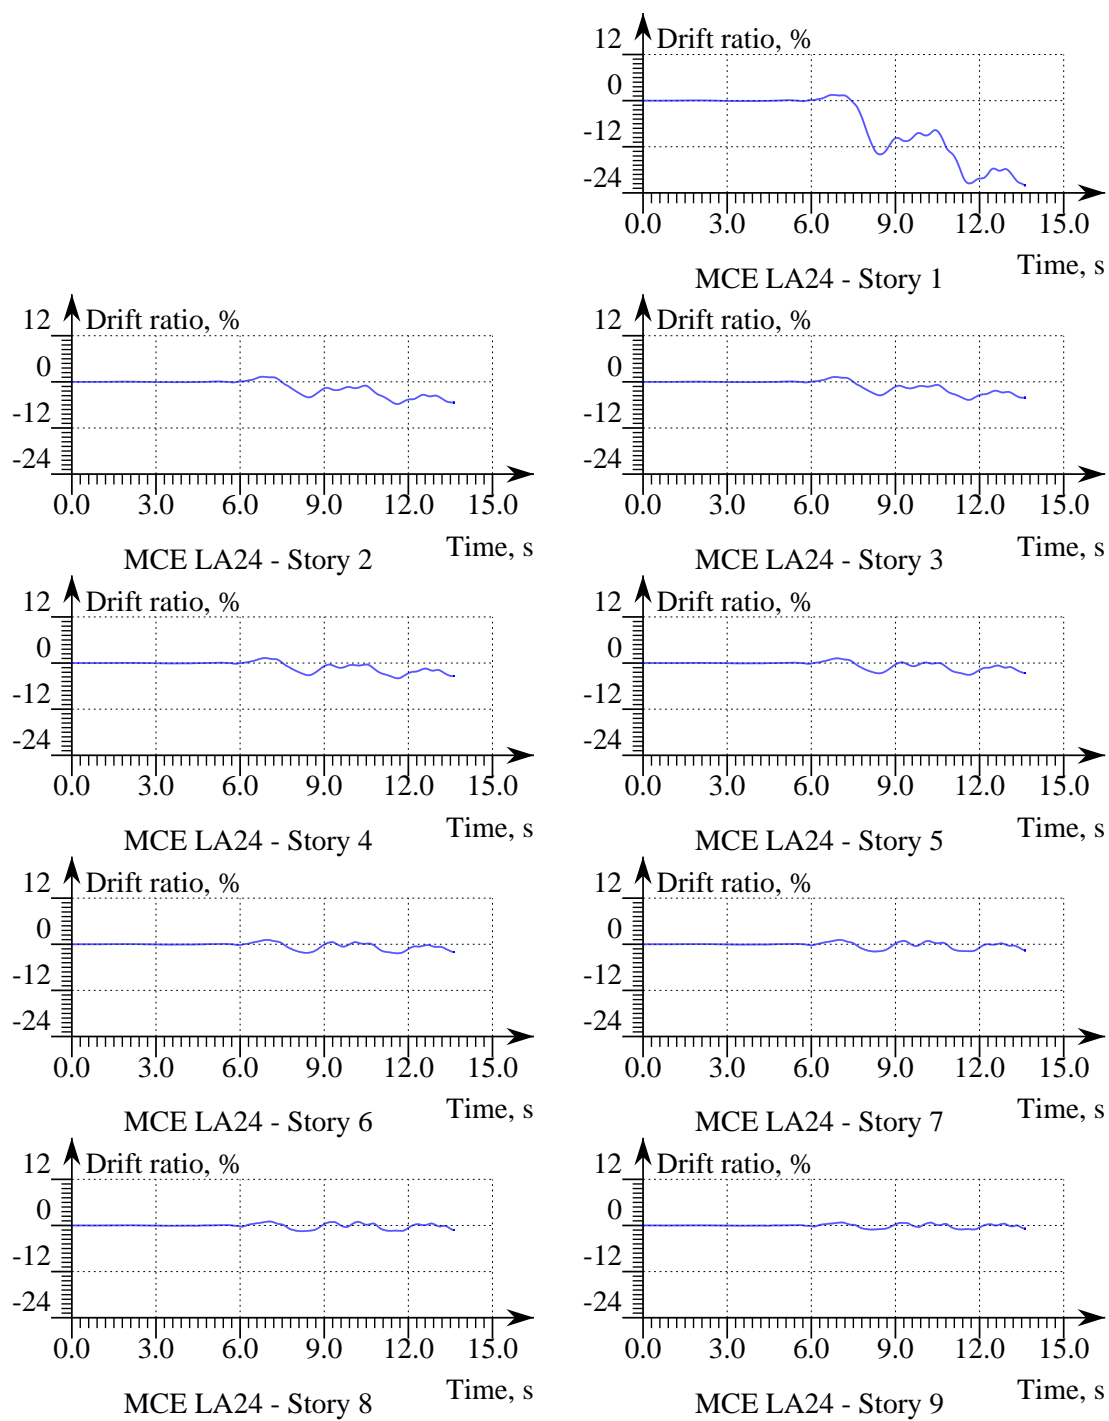 12 Drift ratio, %
0
-12
-24
0.0 3.0 6.0 9.0 12.0 15.0
Time, s
MCE LA24 - Story 1
12 Drift ratio, %
0
-12
-24
0.0 3.0 6.0 9.0 12.0 15.0
Time, s
MCE LA24 - Story 2
12 Drift ratio, %
0
-12
-24
0.0 3.0 6.0 9.0 12.0 15.0
Time, s
MCE LA24 - Story 3
12 Drift ratio, %
0
-12
-24
0.0 3.0 6.0 9.0 12.0 15.0
Time, s
MCE LA24 - Story 4
12 Drift ratio, %
0
-12
-24
0.0 3.0 6.0 9.0 12.0 15.0
Time, s
MCE LA24 - Story 5
12 Drift ratio, %
0
-12
-24
0.0 3.0 6.0 9.0 12.0 15.0
Time, s
MCE LA24 - Story 6
12 Drift ratio, %
0
-12
-24
0.0 3.0 6.0 9.0 12.0 15.0
Time, s
MCE LA24 - Story 7
12 Drift ratio, %
0
-12
-24
0.0 3.0 6.0 9.0 12.0 15.0
Time, s
MCE LA24 - Story 8
12 Drift ratio, %
0
-12
-24
0.0 3.0 6.0 9.0 12.0 15.0
Time, s
MCE LA24 - Story 9